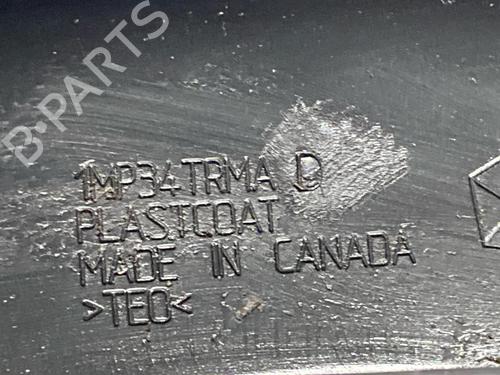 B-PARTS
1MP34TRMA D
PLASTCOAT
MADE IN CANADA
>TEO<